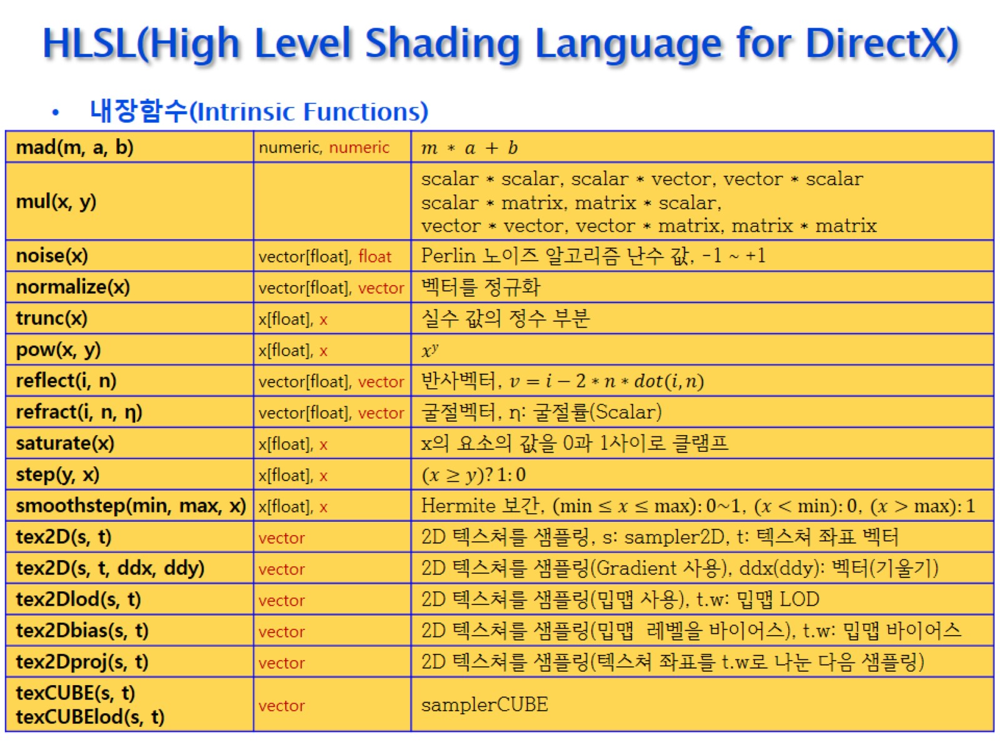 HLSL(High Level Shading Language for DirectX)
• 내장함수(Intrinsic Functions)
mad(m, a, b) numeric, numeric m * a + b
mul(x, y)
scalar * scalar, scalar * vector, vector * scalar
scalar * matrix, matrix * scalar,
vector * vector, vector * matrix, matrix * matrix
noise(x) vector[float], float Perlin 노이즈 알고리즘 난수 값, -1 ~ +1
normalize(x) vector[float], vector 벡터를 정규화
trunc(x) x[float], x 실수 값의 정수 부분
pow(x, y) x[float], x x^y
reflect(i, n) vector[float], vector 반사벡터, v = i − 2 * n * dot(i, n)
refract(i, n, η) vector[float], vector 굴절벡터, η: 굴절률(Scalar)
saturate(x) x[float], x x의 요소의 값을 0과 1사이로 클램프
step(y, x) x[float], x (x ≥ y)? 1: 0
smoothstep(min, max, x) x[float], x Hermite 보간, (min ≤ x ≤ max): 0~1, (x < min): 0, (x > max): 1
tex2D(s, t) vector 2D 텍스쳐를 샘플링, s: sampler2D, t: 텍스쳐 좌표 벡터
tex2D(s, t, ddx, ddy) vector 2D 텍스쳐를 샘플링(Gradient 사용), ddx(ddy): 벡터(기울기)
tex2Dlod(s, t) vector 2D 텍스쳐를 샘플링(밉맵 사용), t.w: 밉맵 LOD
tex2Dbias(s, t) vector 2D 텍스쳐를 샘플링(밉맵 레벨을 바이어스), t.w: 밉맵 바이어스
tex2Dproj(s, t) vector 2D 텍스쳐를 샘플링(텍스쳐 좌표를 t.w로 나눈 다음 샘플링)
texCUBE(s, t)
texCUBElod(s, t)
vector samplerCUBE